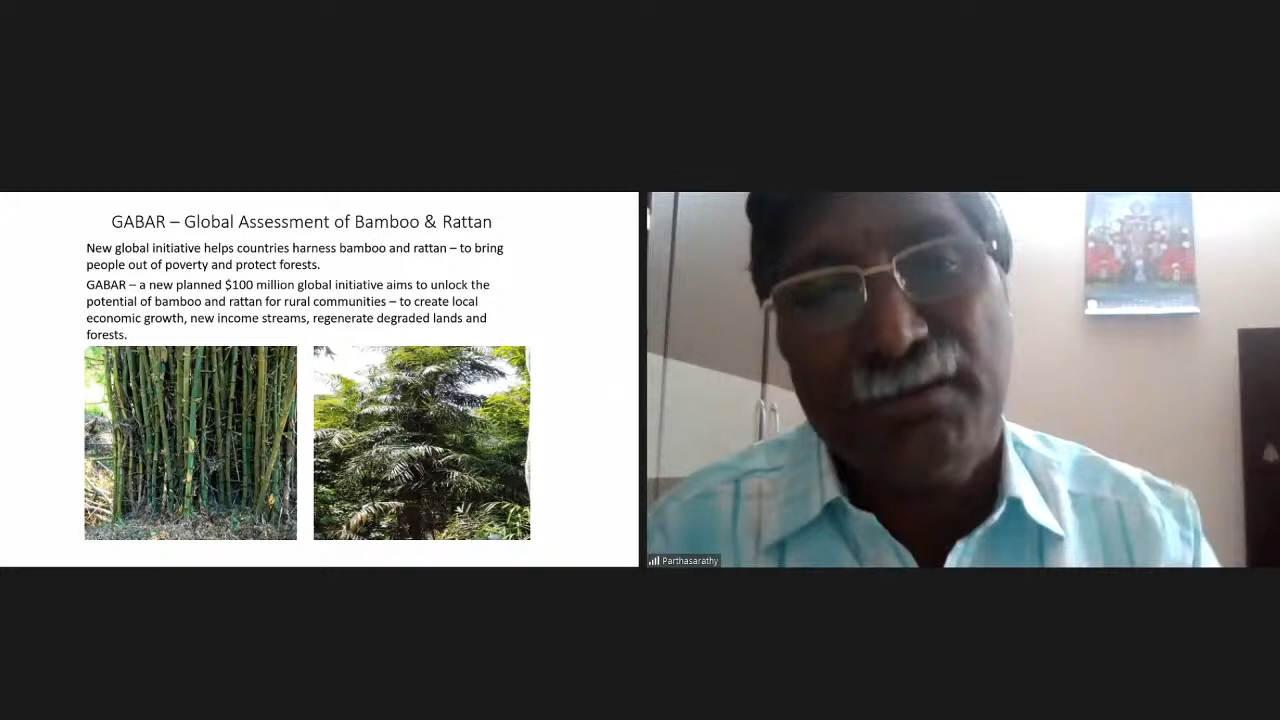 GABAR – Global Assessment of Bamboo & Rattan
New global initiative helps countries harness bamboo and rattan – to bring
people out of poverty and protect forests.
GABAR – a new planned $100 million global initiative aims to unlock the
potential of bamboo and rattan for rural communities – to create local
economic growth, new income streams, regenerate degraded lands and
forests.
Parthasarathy